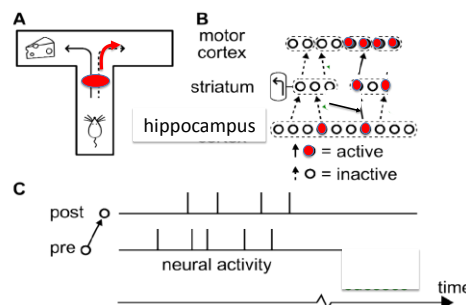 A
B
motor
cortex
striatum
hippocampus
= active
= inactive
C
post
pre
neural activity
time